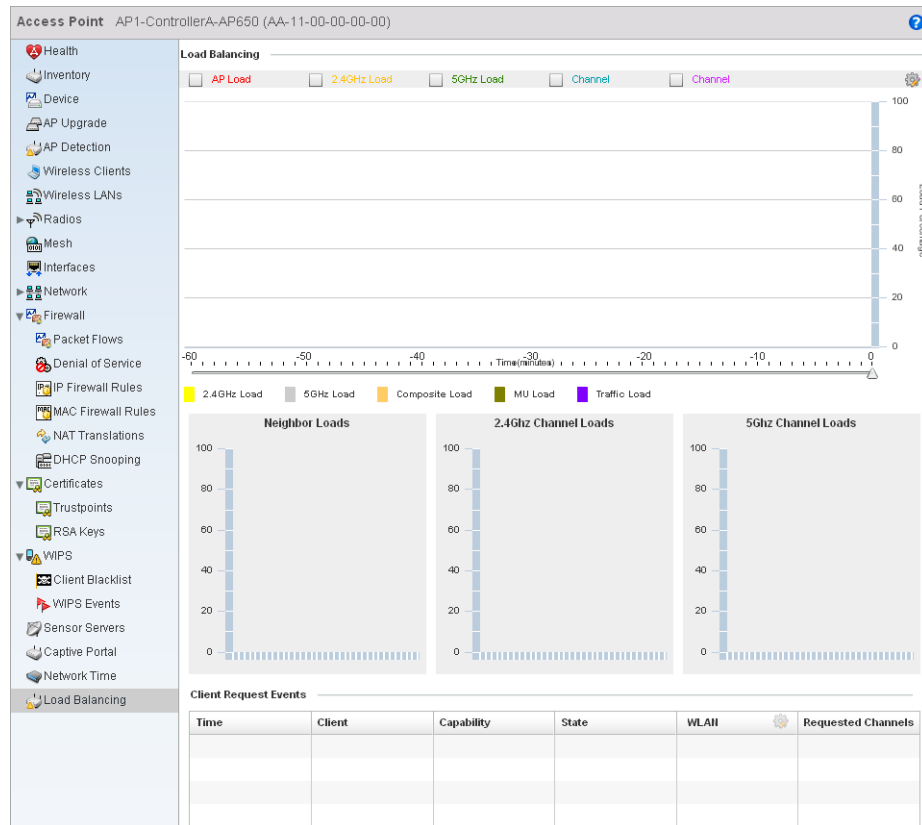 Access Point AP1-ControllerA-AP650 (AA-11-00-00-00-00)
Health
Inventory
Device
AP Upgrade
AP Detection
Wireless Clients
Wireless LANs
Radios
Mesh
Interfaces
Network
Firewall
Packet Flows
Denial of Service
IP Firewall Rules
MAC Firewall Rules
NAT Translations
DHCP Snooping
Certificates
Trustpoints
RSA Keys
WIPS
Client Blacklist
WIPS Events
Sensor Servers
Captive Portal
Network Time
Load Balancing
Load Balancing
AP Load 2.4GHz Load 5GHz Load Channel Channel
100
80
60
40
20
0
-60 -50 -40 -30 -20 -10 0
Time(minutes)
2.4GHz Load 5GHz Load Composite Load MU Load Traffic Load
Neighbor Loads
100
80
60
40
20
0
2.4Ghz Channel Loads
100
80
60
40
20
0
5Ghz Channel Loads
100
80
60
40
20
0
Client Request Events
Time Client Capability State WLAN Requested Channels